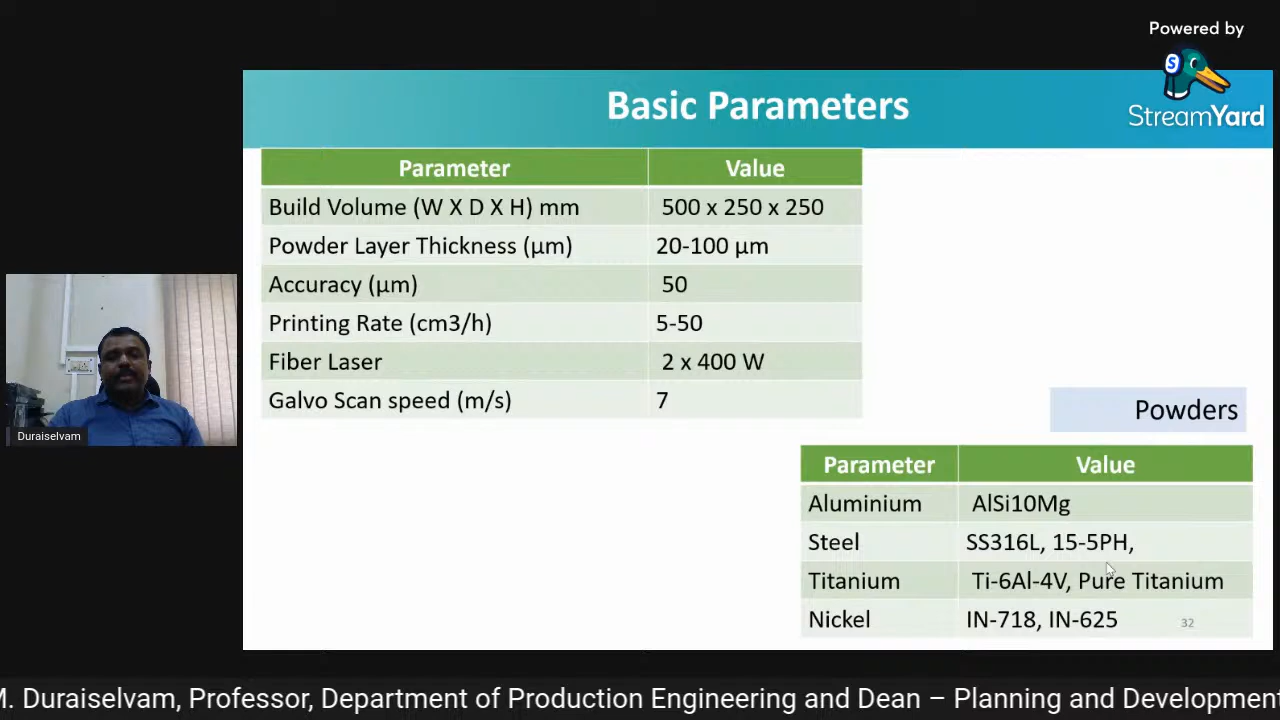 Powered by
S
StreamYard
Basic Parameters
Parameter Value
Build Volume (W X D X H) mm 500 x 250 x 250
Powder Layer Thickness (µm) 20-100 µm
Accuracy (µm) 50
Printing Rate (cm3/h) 5-50
Fiber Laser 2 x 400 W
Galvo Scan speed (m/s) 7
Duraiselvam
Powders
Parameter Value
Aluminium AlSi10Mg
Steel SS316L, 15-5PH,
Titanium Ti-6Al-4V, Pure Titanium
Nickel IN-718, IN-625
32
M. Duraiselvam, Professor, Department of Production Engineering and Dean – Planning and Development